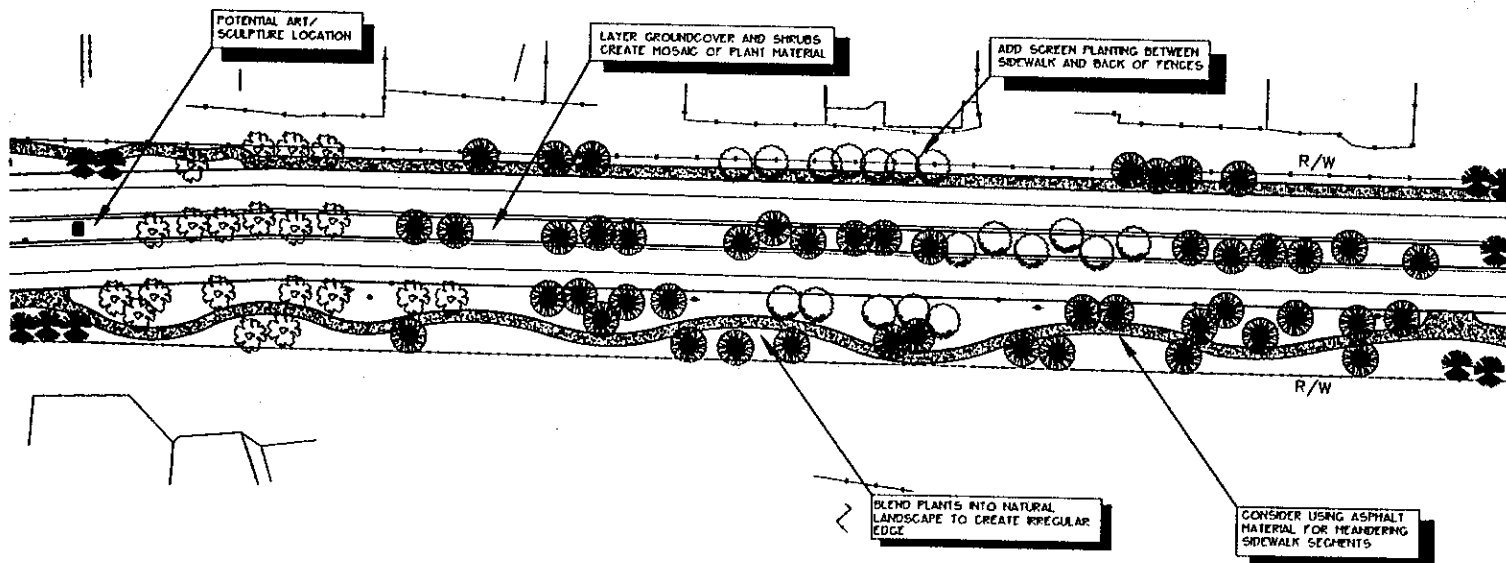 POTENTIAL ART/
SCULPTURE LOCATION
LAYER GROUNDCOVER AND SHRUBS
CREATE MOSAIC OF PLANT MATERIAL
ADD SCREEN PLANTING BETWEEN
SIDEWALK AND BACK OF FENCES
R/W
R/W
BLEND PLANTS INTO NATURAL
LANDSCAPE TO CREATE IRREGULAR
EDGE
CONSIDER USING ASPHALT
MATERIAL FOR MEANDERING
SIDEWALK SEGMENTS